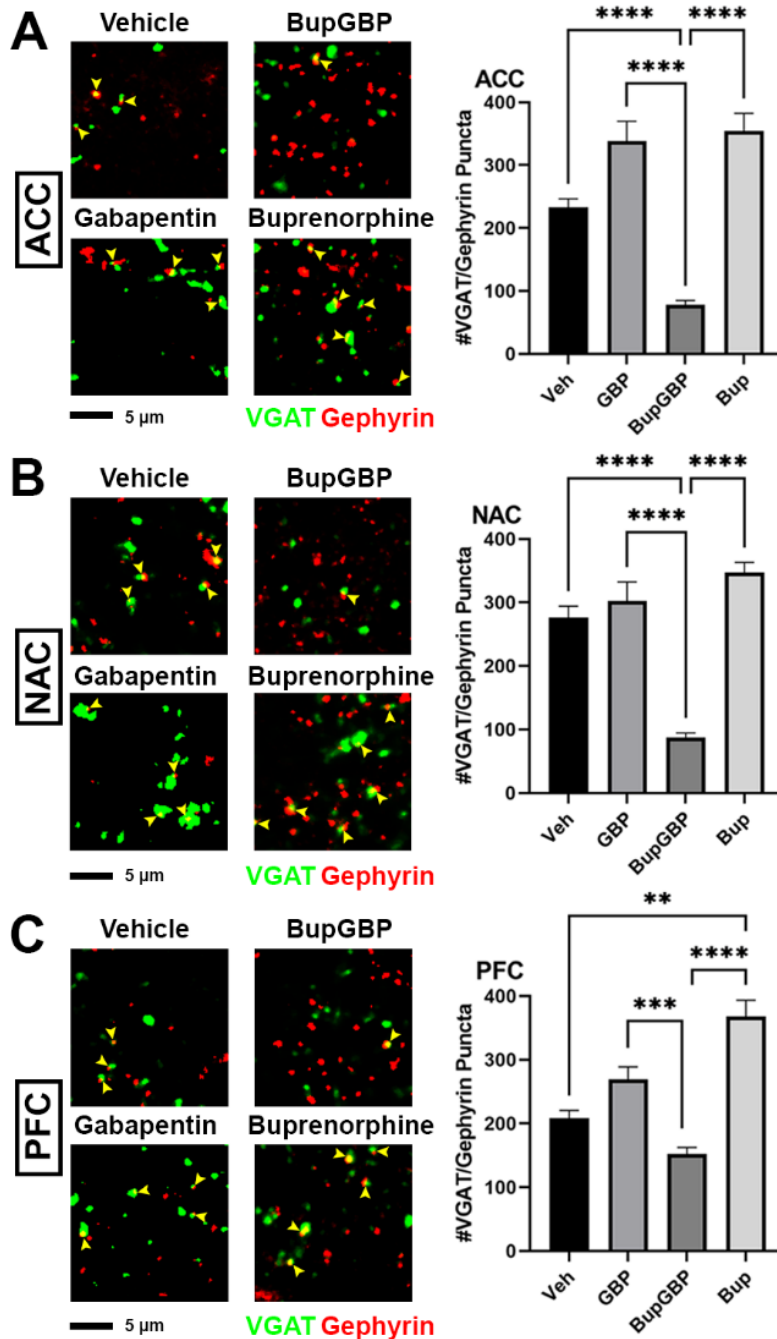 A
Vehicle
BupGBP
ACC
Gabapentin
Buprenorphine
5 µm
VGAT Gephyrin
****
****
****
ACC
#VGAT/Gephyrin Puncta
400
300
200
100
0
Veh
GBP
BupGBP
Bup
B
Vehicle
BupGBP
NAC
Gabapentin
Buprenorphine
5 µm
VGAT Gephyrin
****
****
****
NAC
#VGAT/Gephyrin Puncta
400
300
200
100
0
Veh
GBP
BupGBP
Bup
C
Vehicle
BupGBP
PFC
Gabapentin
Buprenorphine
5 µm
VGAT Gephyrin
**
****
***
PFC
#VGAT/Gephyrin Puncta
400
300
200
100
0
Veh
GBP
BupGBP
Bup